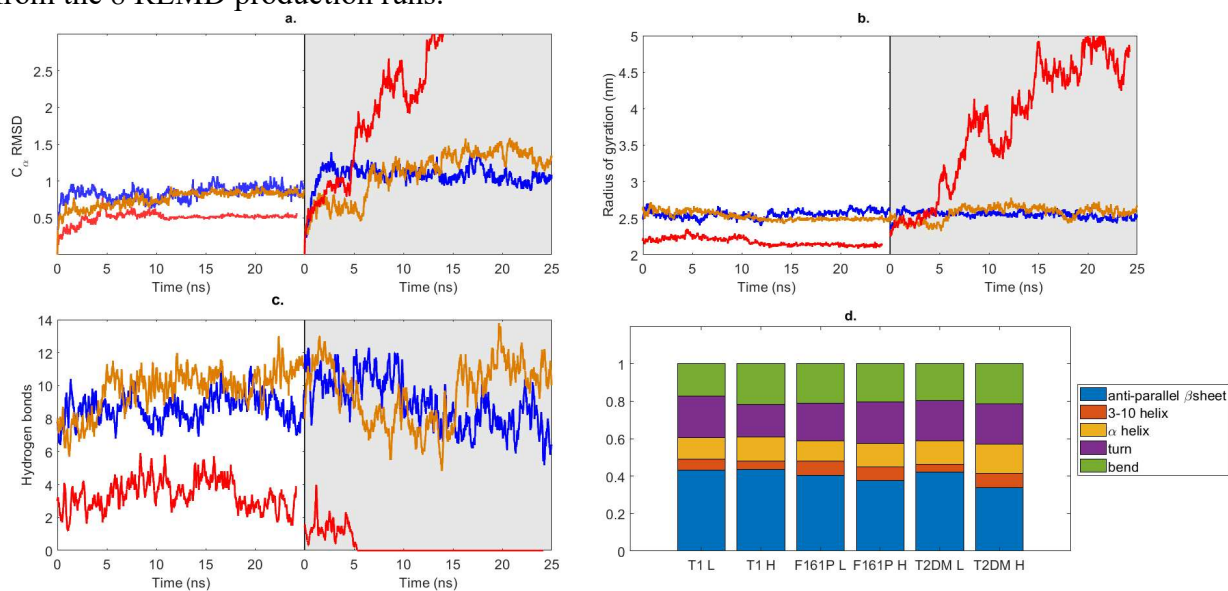 from the 8 REMD production runs.
a.
Cα RMSD
0.5
1
1.5
2
2.5
0 5 10 15 20 0 5 10 15 20 25
Time (ns) Time (ns)
b.
Radius of gyration (nm)
5
4.5
4
3.5
3
2.5
2
0 5 10 15 20 0 5 10 15 20 25
Time (ns) Time (ns)
c.
Hydrogen bonds
14
12
10
8
6
4
2
0
0 5 10 15 20 0 5 10 15 20 25
Time (ns) Time (ns)
d.
1
0.8
0.6
0.4
0.2
0
T1 L T1 H F161P L F161P H T2DM L T2DM H
anti-parallel βsheet
3-10 helix
α helix
turn
bend